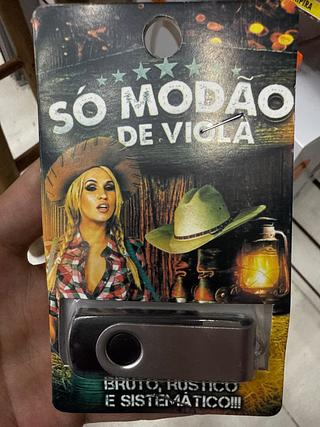 SÓ MODÃO
DE VIOLA
BRUTO, RÚSTICO
E SISTEMÁTICO!!!